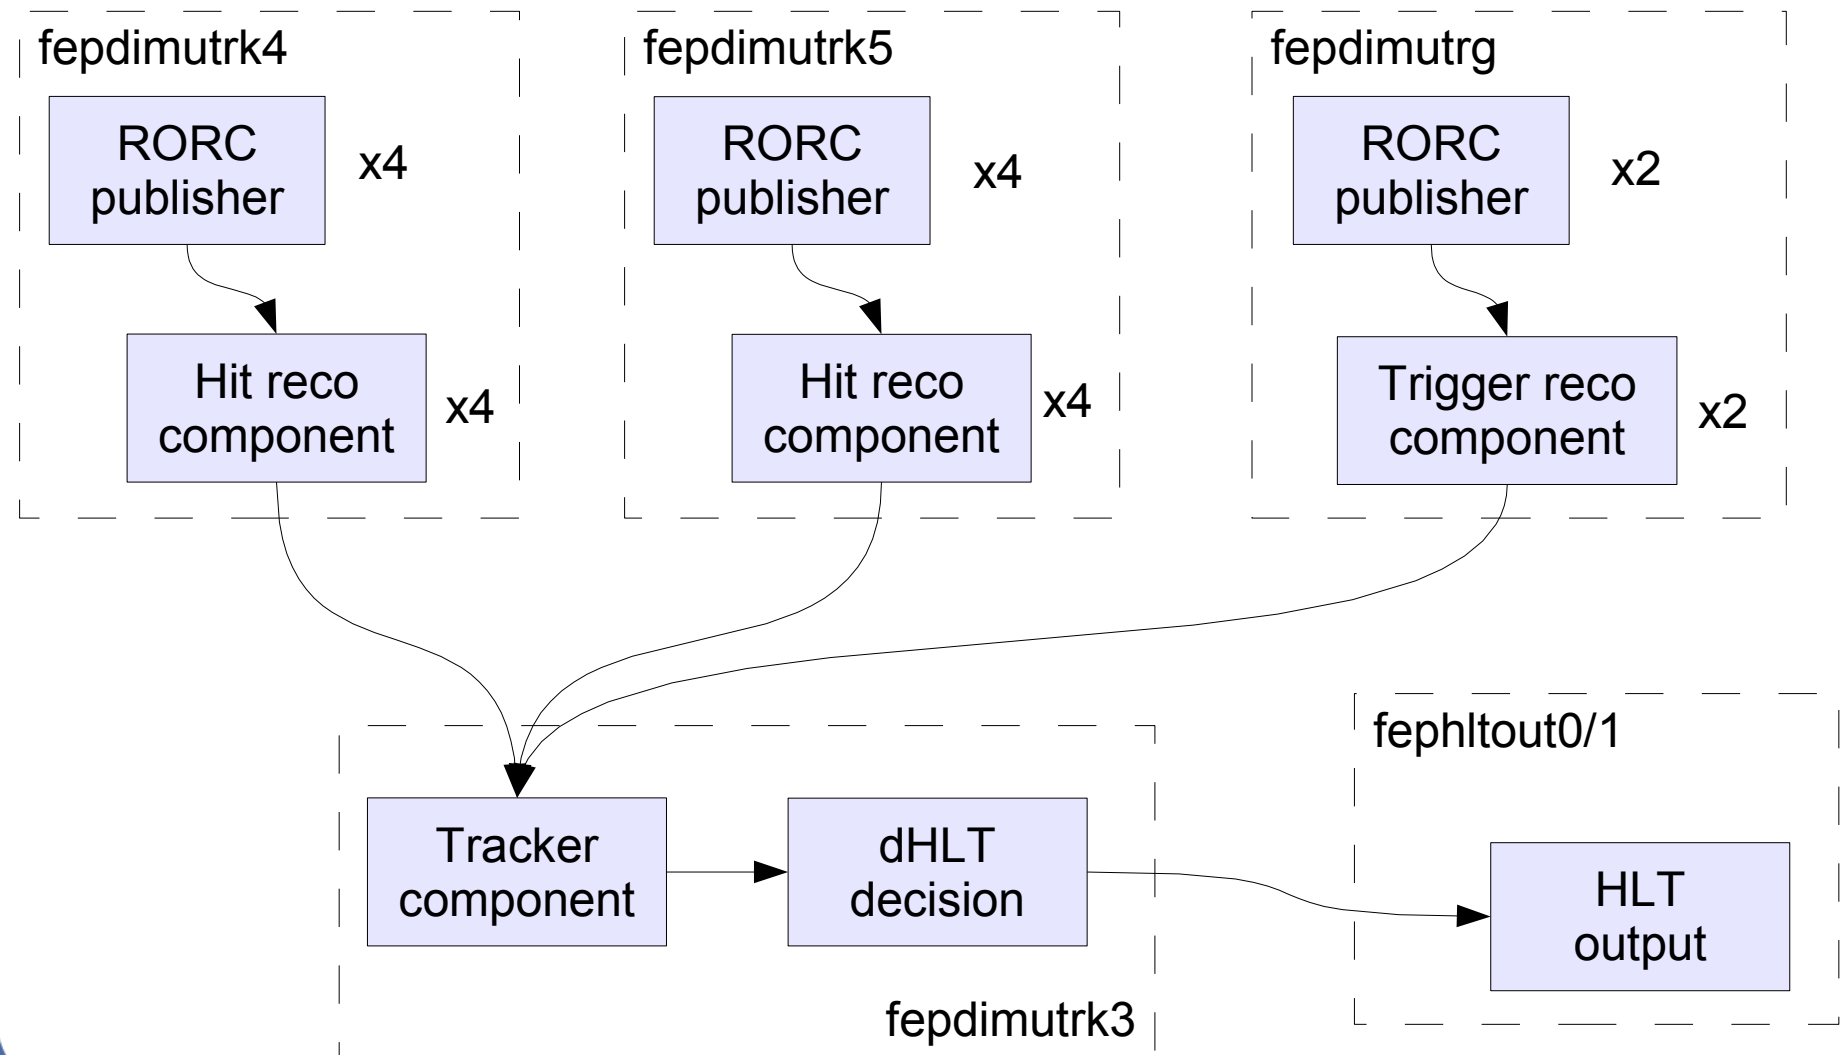 fepdimutrk4
RORC
publisher
x4
Hit reco
component
x4
fepdimutrk5
RORC
publisher
x4
Hit reco
component
x4
fepdimutrg
RORC
publisher
x2
Trigger reco
component
x2
Tracker
component
dHLT
decision
fepdimutrk3
fephltout0/1
HLT
output